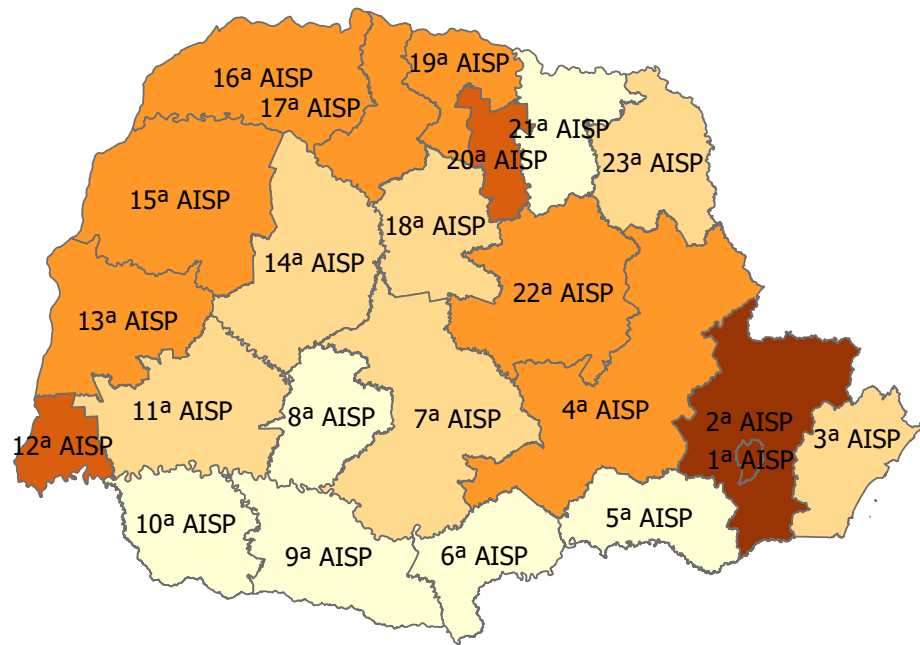 19ª AISP
16ª AISP
17ª AISP
21ª AISP
20ª AISP
23ª AISP
15ª AISP
18ª AISP
14ª AISP
22ª AISP
13ª AISP
11ª AISP
8ª AISP
7ª AISP
4ª AISP
2ª AISP
3ª AISP
12ª AISP
1ª AISP
10ª AISP
5ª AISP
9ª AISP
6ª AISP